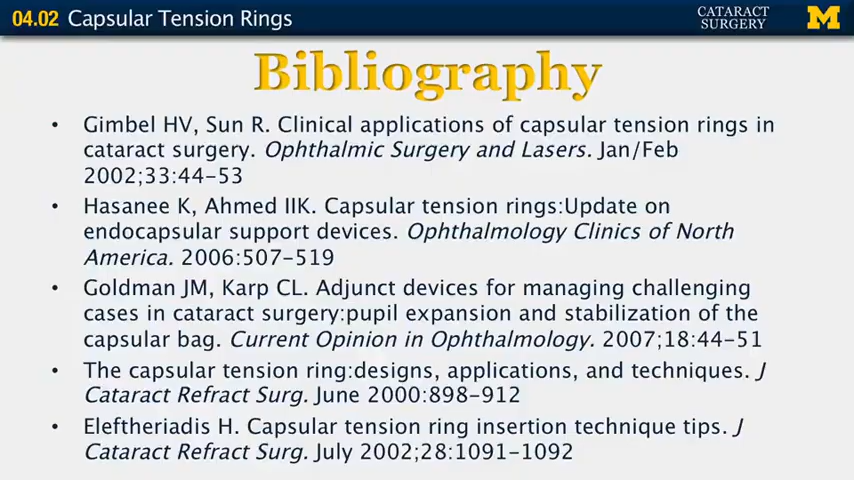 04.02 Capsular Tension Rings
CATARACT
SURGERY
M
Bibliography
• Gimbel HV, Sun R. Clinical applications of capsular tension rings in
cataract surgery. Ophthalmic Surgery and Lasers. Jan/Feb
2002;33:44-53
• Hasanee K, Ahmed IIK. Capsular tension rings:Update on
endocapsular support devices. Ophthalmology Clinics of North
America. 2006:507-519
• Goldman JM, Karp CL. Adjunct devices for managing challenging
cases in cataract surgery:pupil expansion and stabilization of the
capsular bag. Current Opinion in Ophthalmology. 2007;18:44-51
• The capsular tension ring:designs, applications, and techniques. J
Cataract Refract Surg. June 2000:898-912
• Eleftheriadis H. Capsular tension ring insertion technique tips. J
Cataract Refract Surg. July 2002;28:1091-1092